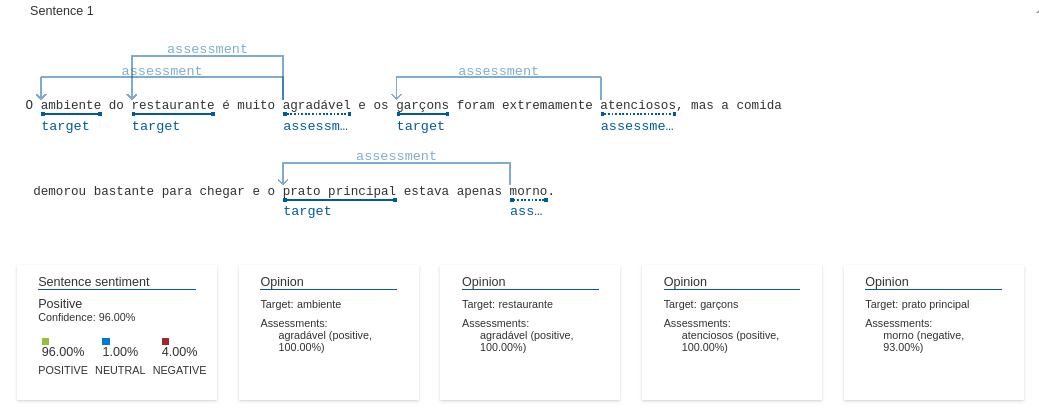 Sentence 1
assessment
assessment assessment
O ambiente do restaurante é muito agradável e os garçons foram extremamente atenciosos, mas a comida
target target assessm… target assessme…
assessment
demorou bastante para chegar e o prato principal estava apenas morno.
target ass…
Sentence sentiment
Positive
Confidence: 96.00%
96.00% 1.00% 4.00%
POSITIVE NEUTRAL NEGATIVE
Opinion
Target: ambiente
Assessments:
agradável (positive,
100.00%)
Opinion
Target: restaurante
Assessments:
agradável (positive,
100.00%)
Opinion
Target: garçons
Assessments:
atenciosos (positive,
100.00%)
Opinion
Target: prato principal
Assessments:
morno (negative,
93.00%)